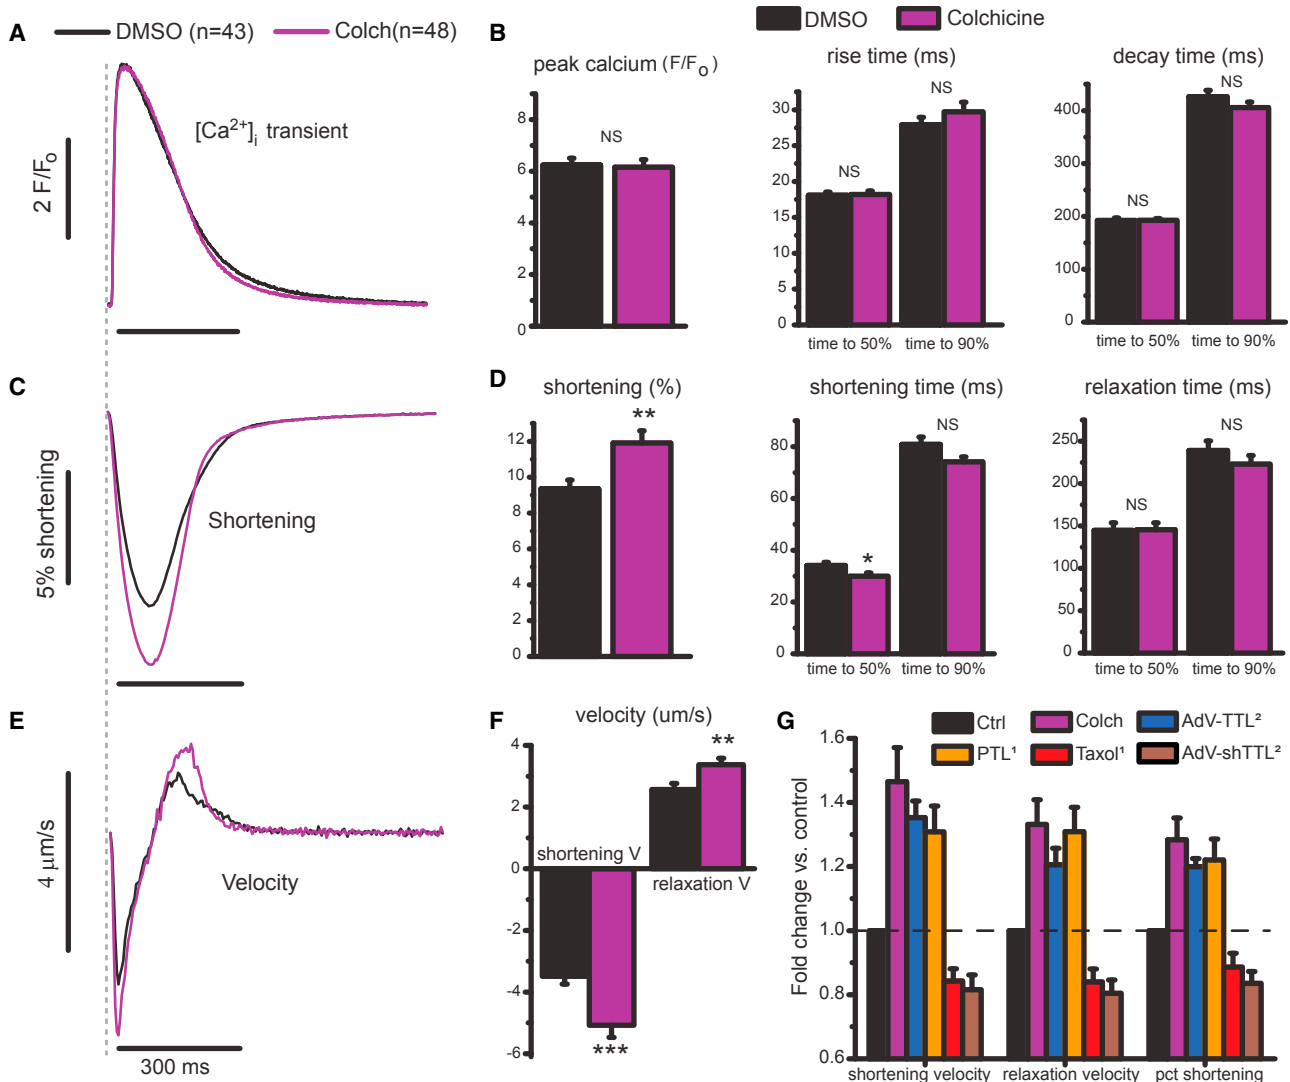 A
DMSO (n=43)
Colch(n=48)
2 F/Fo
[Ca²⁺]i transient
B
DMSO
Colchicine
peak calcium (F/Fo)
9
8
6
4
2
0
NS
rise time (ms)
30
25
20
15
10
5
0
NS
NS
time to 50%
time to 90%
decay time (ms)
400
300
200
100
0
NS
NS
time to 50%
time to 90%
C
5% shortening
Shortening
D
shortening (%)
12
10
8
6
4
2
0
**
shortening time (ms)
80
60
40
20
0
*
time to 50%
time to 90%
relaxation time (ms)
250
200
150
100
50
0
NS
NS
time to 50%
time to 90%
E
4 μm/s
Velocity
300 ms
F
velocity (um/s)
4
2
0
-2
-4
-6
shortening V
relaxation V
**
***
G
Ctrl
Colch
AdV-TTL²
PTL¹
Taxol¹
AdV-shTTL²
Fold change vs. control
1.6
1.4
1.2
1.0
0.8
0.6
shortening velocity
relaxation velocity
pct shortening